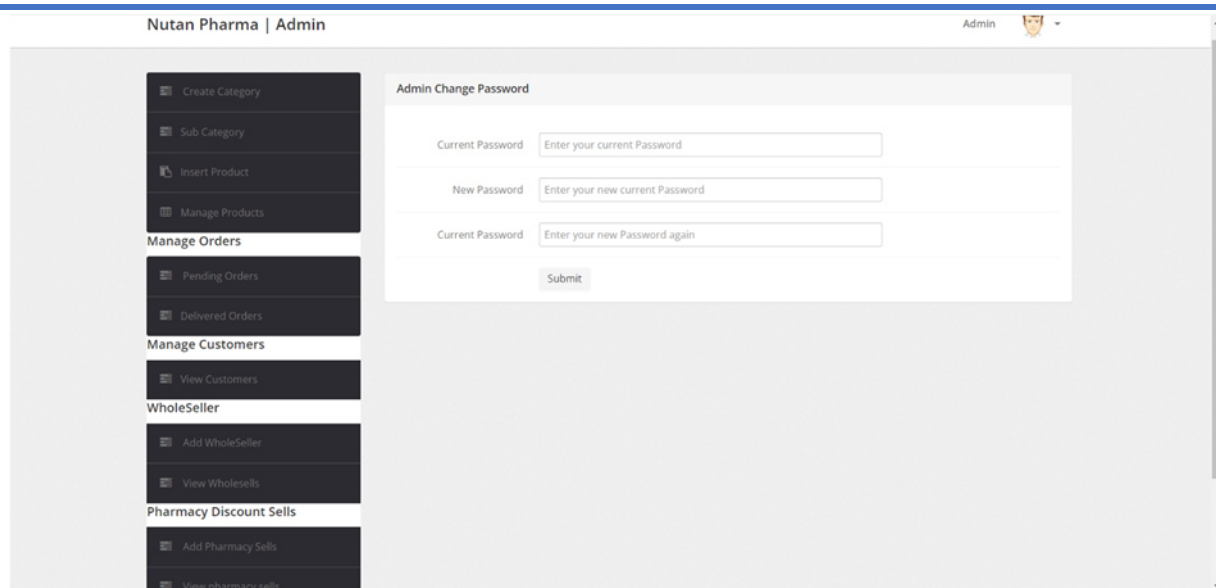 Nutan Pharma | Admin
Admin
Create Category
Sub Category
Insert Product
Manage Products
Manage Orders
Pending Orders
Delivered Orders
Manage Customers
View Customers
WholeSeller
Add WholeSeller
View Wholesells
Pharmacy Discount Sells
Add Pharmacy Sells
View pharmacy sells
Admin Change Password
Current Password Enter your current Password
New Password Enter your new current Password
Current Password Enter your new Password again
Submit